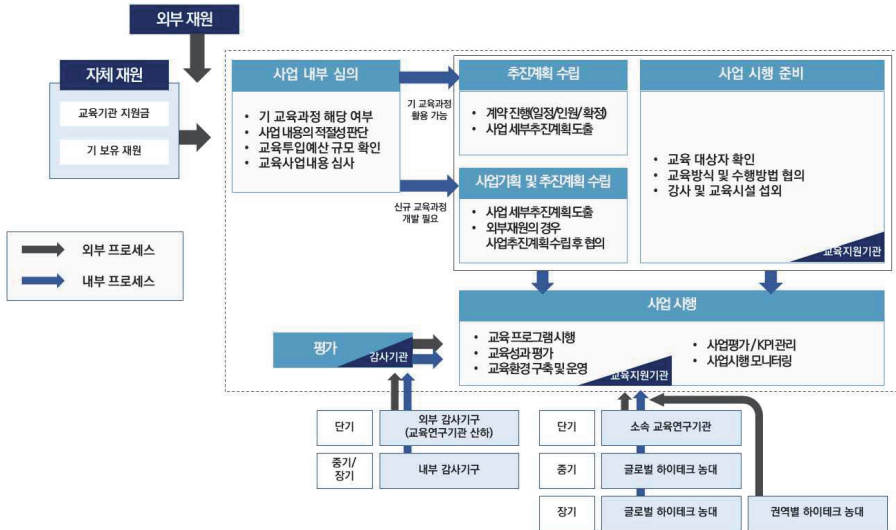 외부 재원
자체 재원
교육기관 지원금
기 보유 재원
외부 프로세스
내부 프로세스
사업 내부 심의
• 기 교육과정 해당 여부
• 사업 내용의 적절성 판단
• 교육투입예산 규모 확인
• 교육사업내용 심사
기 교육과정
활용 가능
신규 교육과정
개발 필요
추진계획 수립
• 계약 진행(일정/인원/확정)
• 사업 세부추진계획 도출
사업기획 및 추진계획 수립
• 사업 세부추진계획 도출
• 외부재원의 경우
사업추진계획 수립 후 협의
사업 시행 준비
• 교육 대상자 확인
• 교육방식 및 수행방법 협의
• 강사 및 교육시설 섭외
교육지원기관
사업 시행
• 교육 프로그램 시행
• 교육성과 평가
• 교육환경 구축 및 운영
• 사업평가 / KPI 관리
• 사업시행 모니터링
교육지원기관
평가
감사기관
단기
외부 감사기구
(교육연구기관 산하)
중기/
장기
내부 감사기구
단기
소속 교육연구기관
중기
글로벌 하이테크 농대
장기
글로벌 하이테크 농대
권역별 하이테크 농대